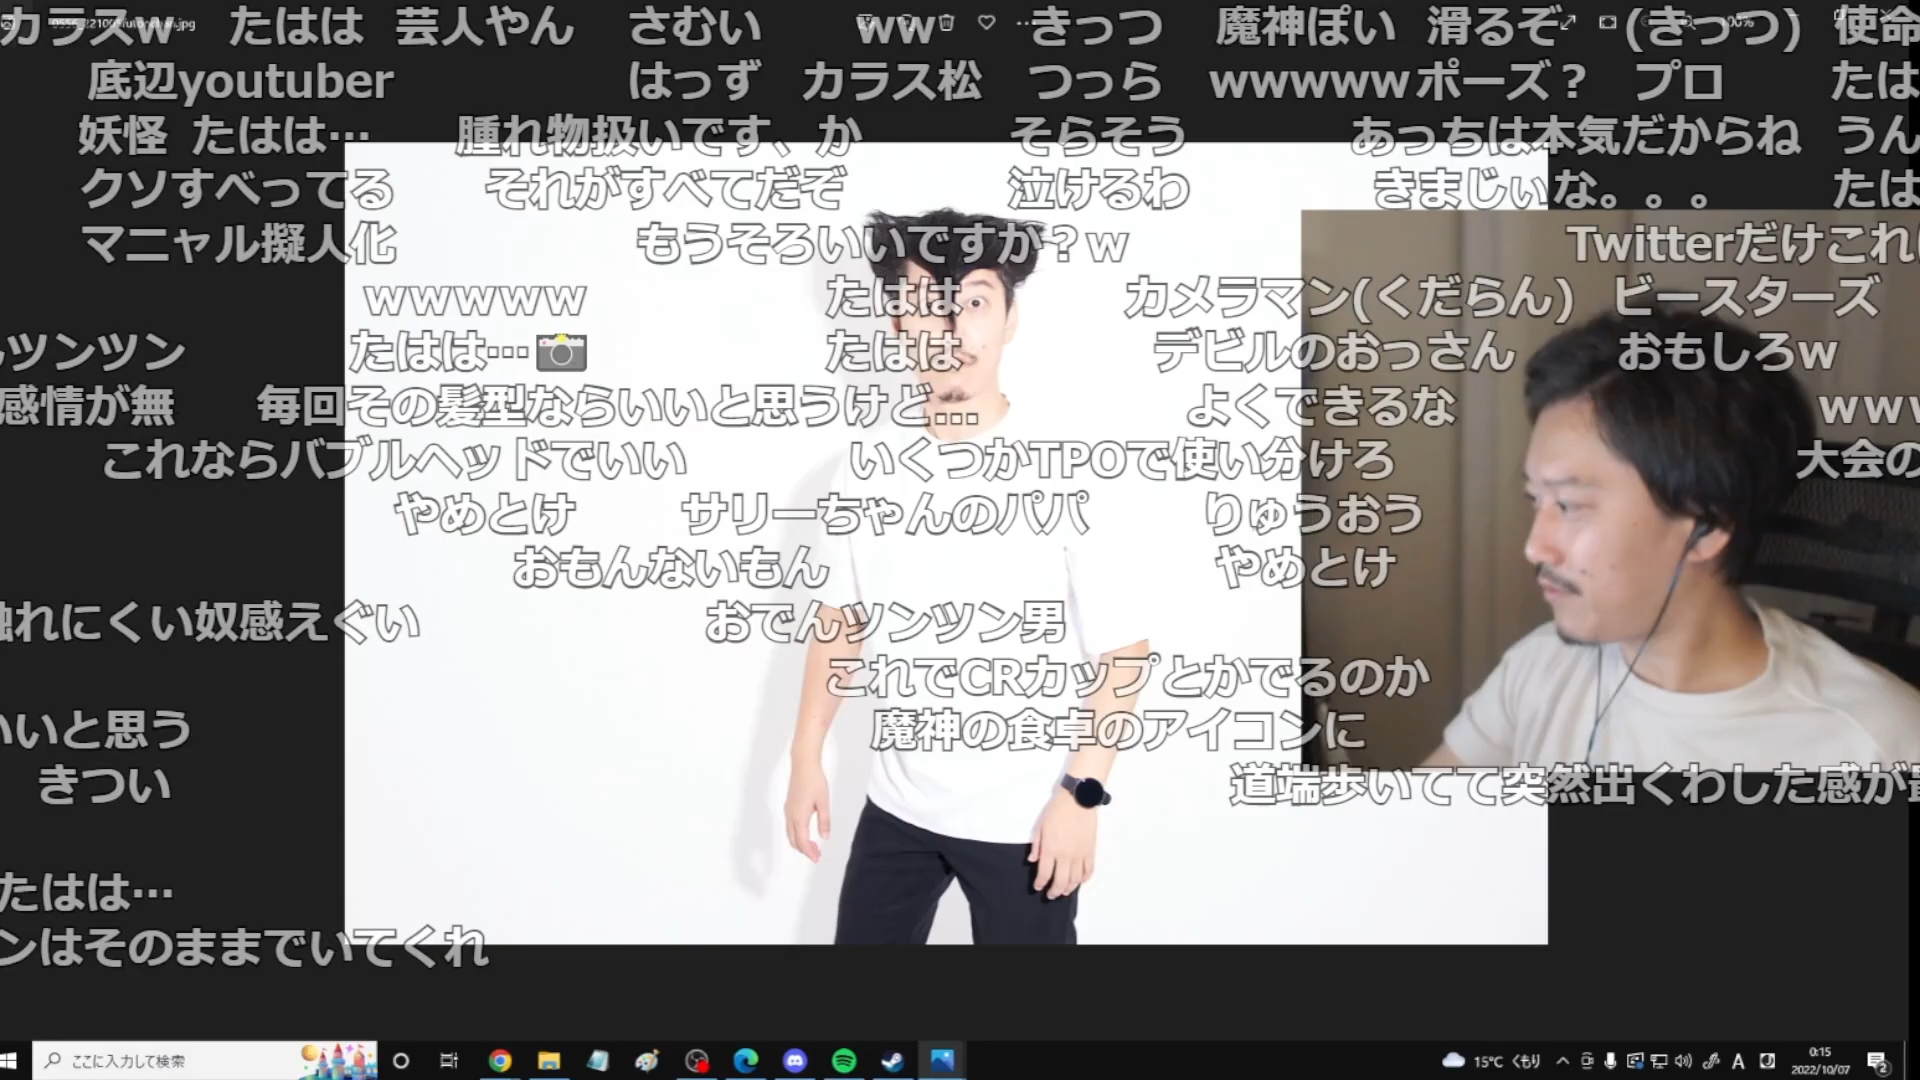 カラスw たはは 芸人やん さむい ww きっつ 魔神ぽい 滑るぞ (きっつ) 使命
底辺youtuber はっず カラス松 つっら wwwwwポーズ？ プロ たは
妖怪 たはは… 腫れ物扱いです、か そらそう あっちは本気だからね うん
クソすべってる それがすべてだぞ 泣けるわ きまじぃな。。。 たは
マニャル擬人化 もうそろいいですか？w Twitterだけこれ
wwwww たはは カメラマン(くだらん) ビースターズ
ツンツン たはは… たはは デビルのおっさん おもしろw
感情が無 毎回その髪型ならいいと思うけど… よくできるな ww
これならバブルヘッドでいい いくつかTPOで使い分けろ 大会の
やめとけ サリーちゃんのパパ りゅうおう
おもんないもん やめとけ
触れにくい奴感えぐい おでんツンツン男
これでCRカップとかでるのか
いいと思う 魔神の食卓のアイコンに
きつい 道端歩いてて突然出くわした感が
たはは…
ンはそのままでいてくれ
ここに入力して検索 15℃ くもり A 0:15
2022/10/07 2